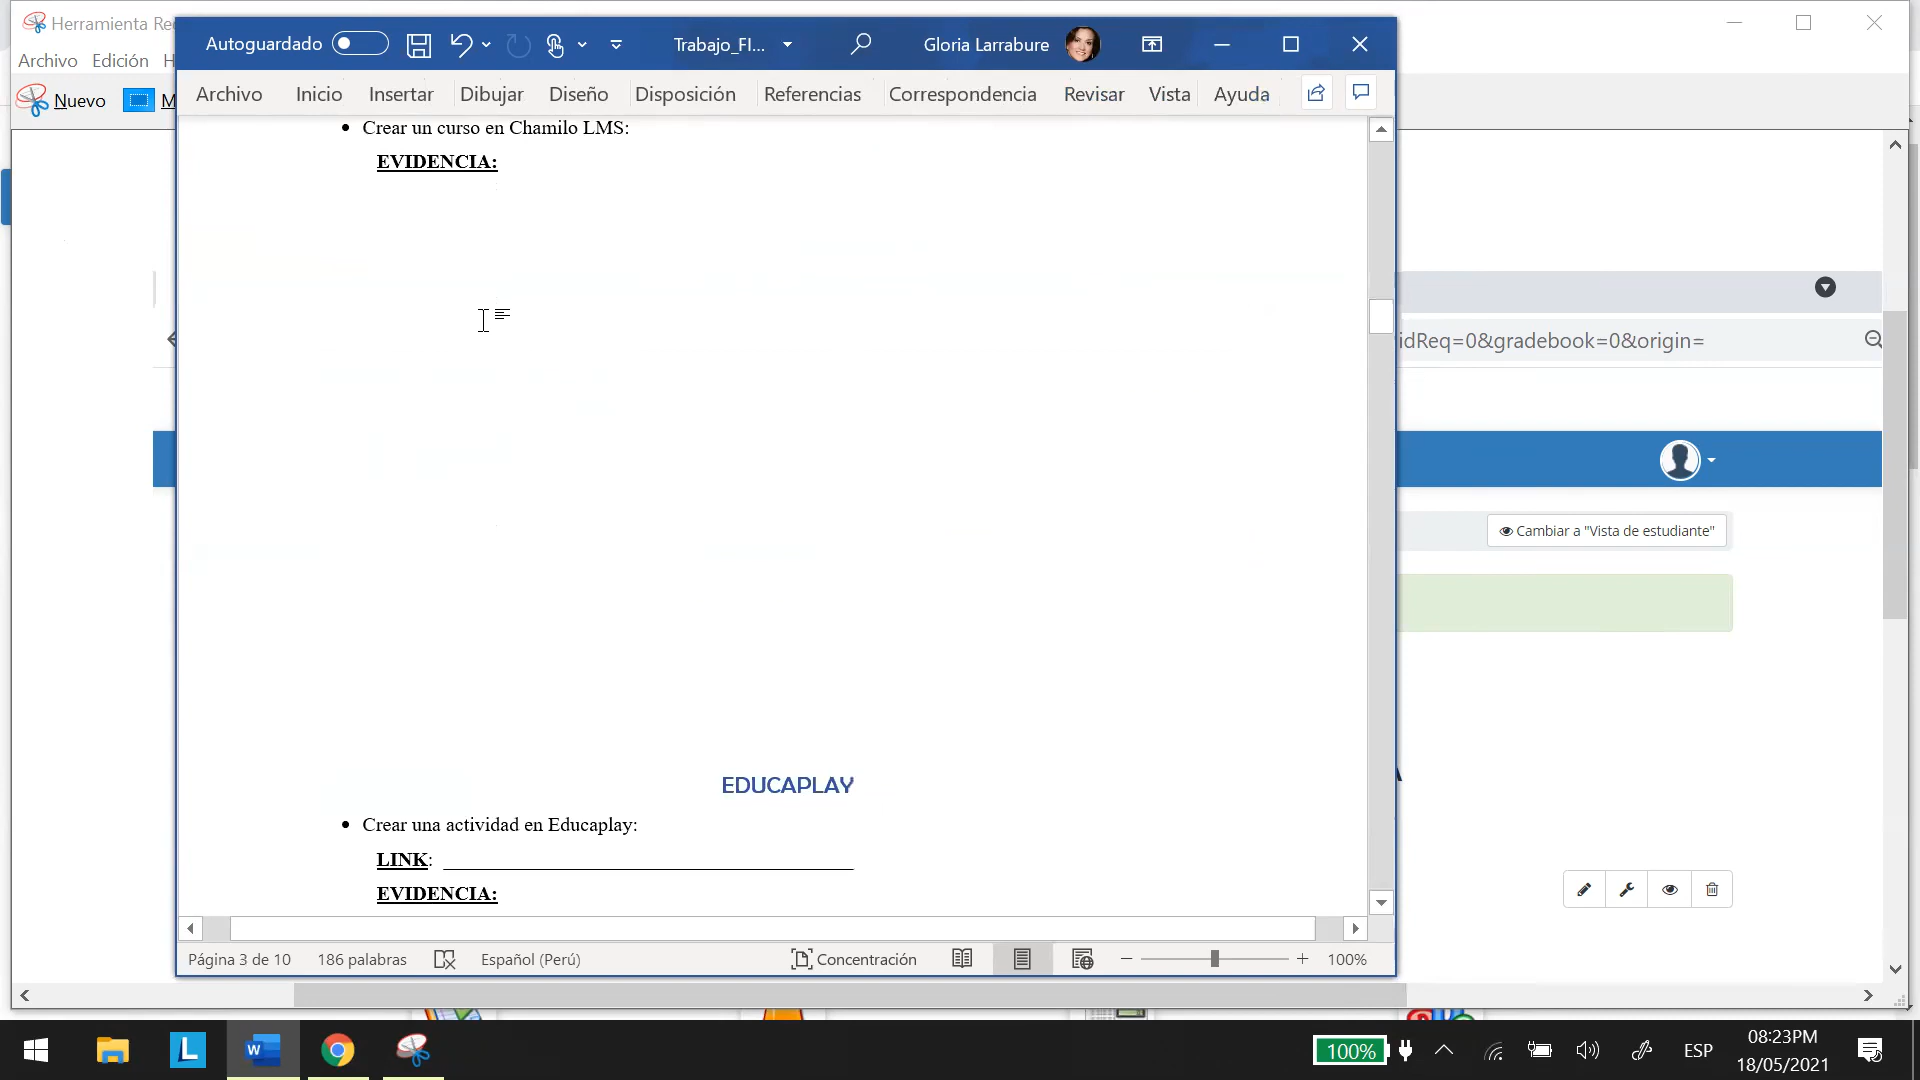 Herramienta Rec
Autoguardado
Trabajo_FI...
Gloria Larrabure
Archivo Edición H
Nuevo M
Archivo Inicio Insertar Dibujar Diseño Disposición Referencias Correspondencia Revisar Vista Ayuda
• Crear un curso en Chamilo LMS:
EVIDENCIA:
idReq=0&gradebook=0&origin=
Cambiar a "Vista de estudiante"
EDUCAPLAY
• Crear una actividad en Educaplay:
LINK: ____________________
EVIDENCIA:
Página 3 de 10 186 palabras Español (Perú) Concentración 100%
100% ESP 08:23PM
18/05/2021